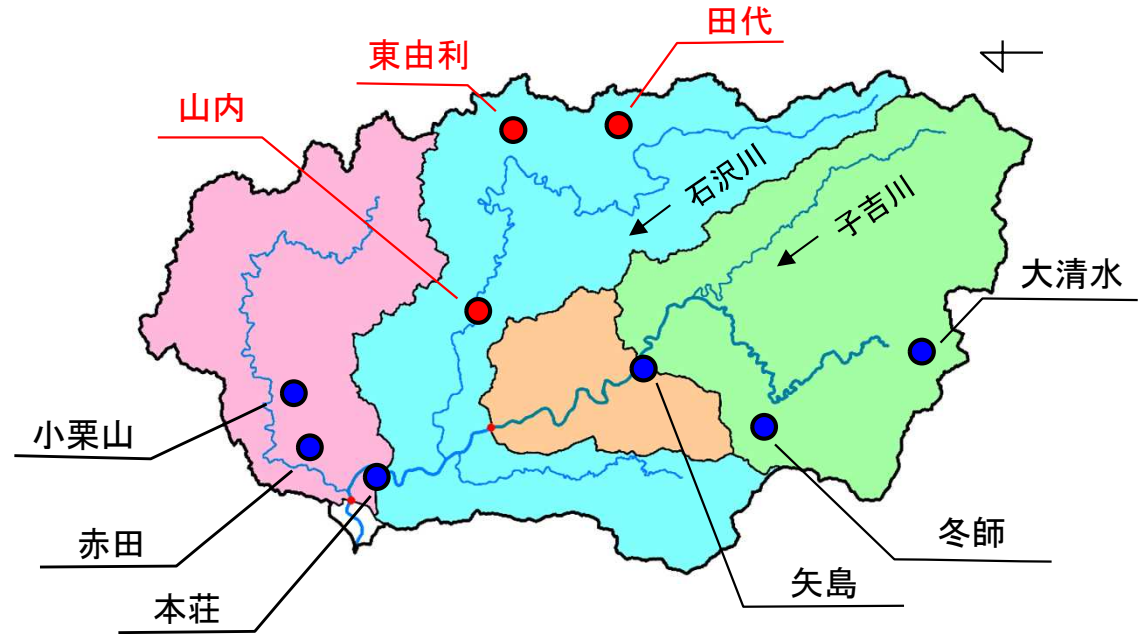 田代
東由利
山内
石沢川
子吉川
大清水
小栗山
赤田
本荘
矢島
冬師